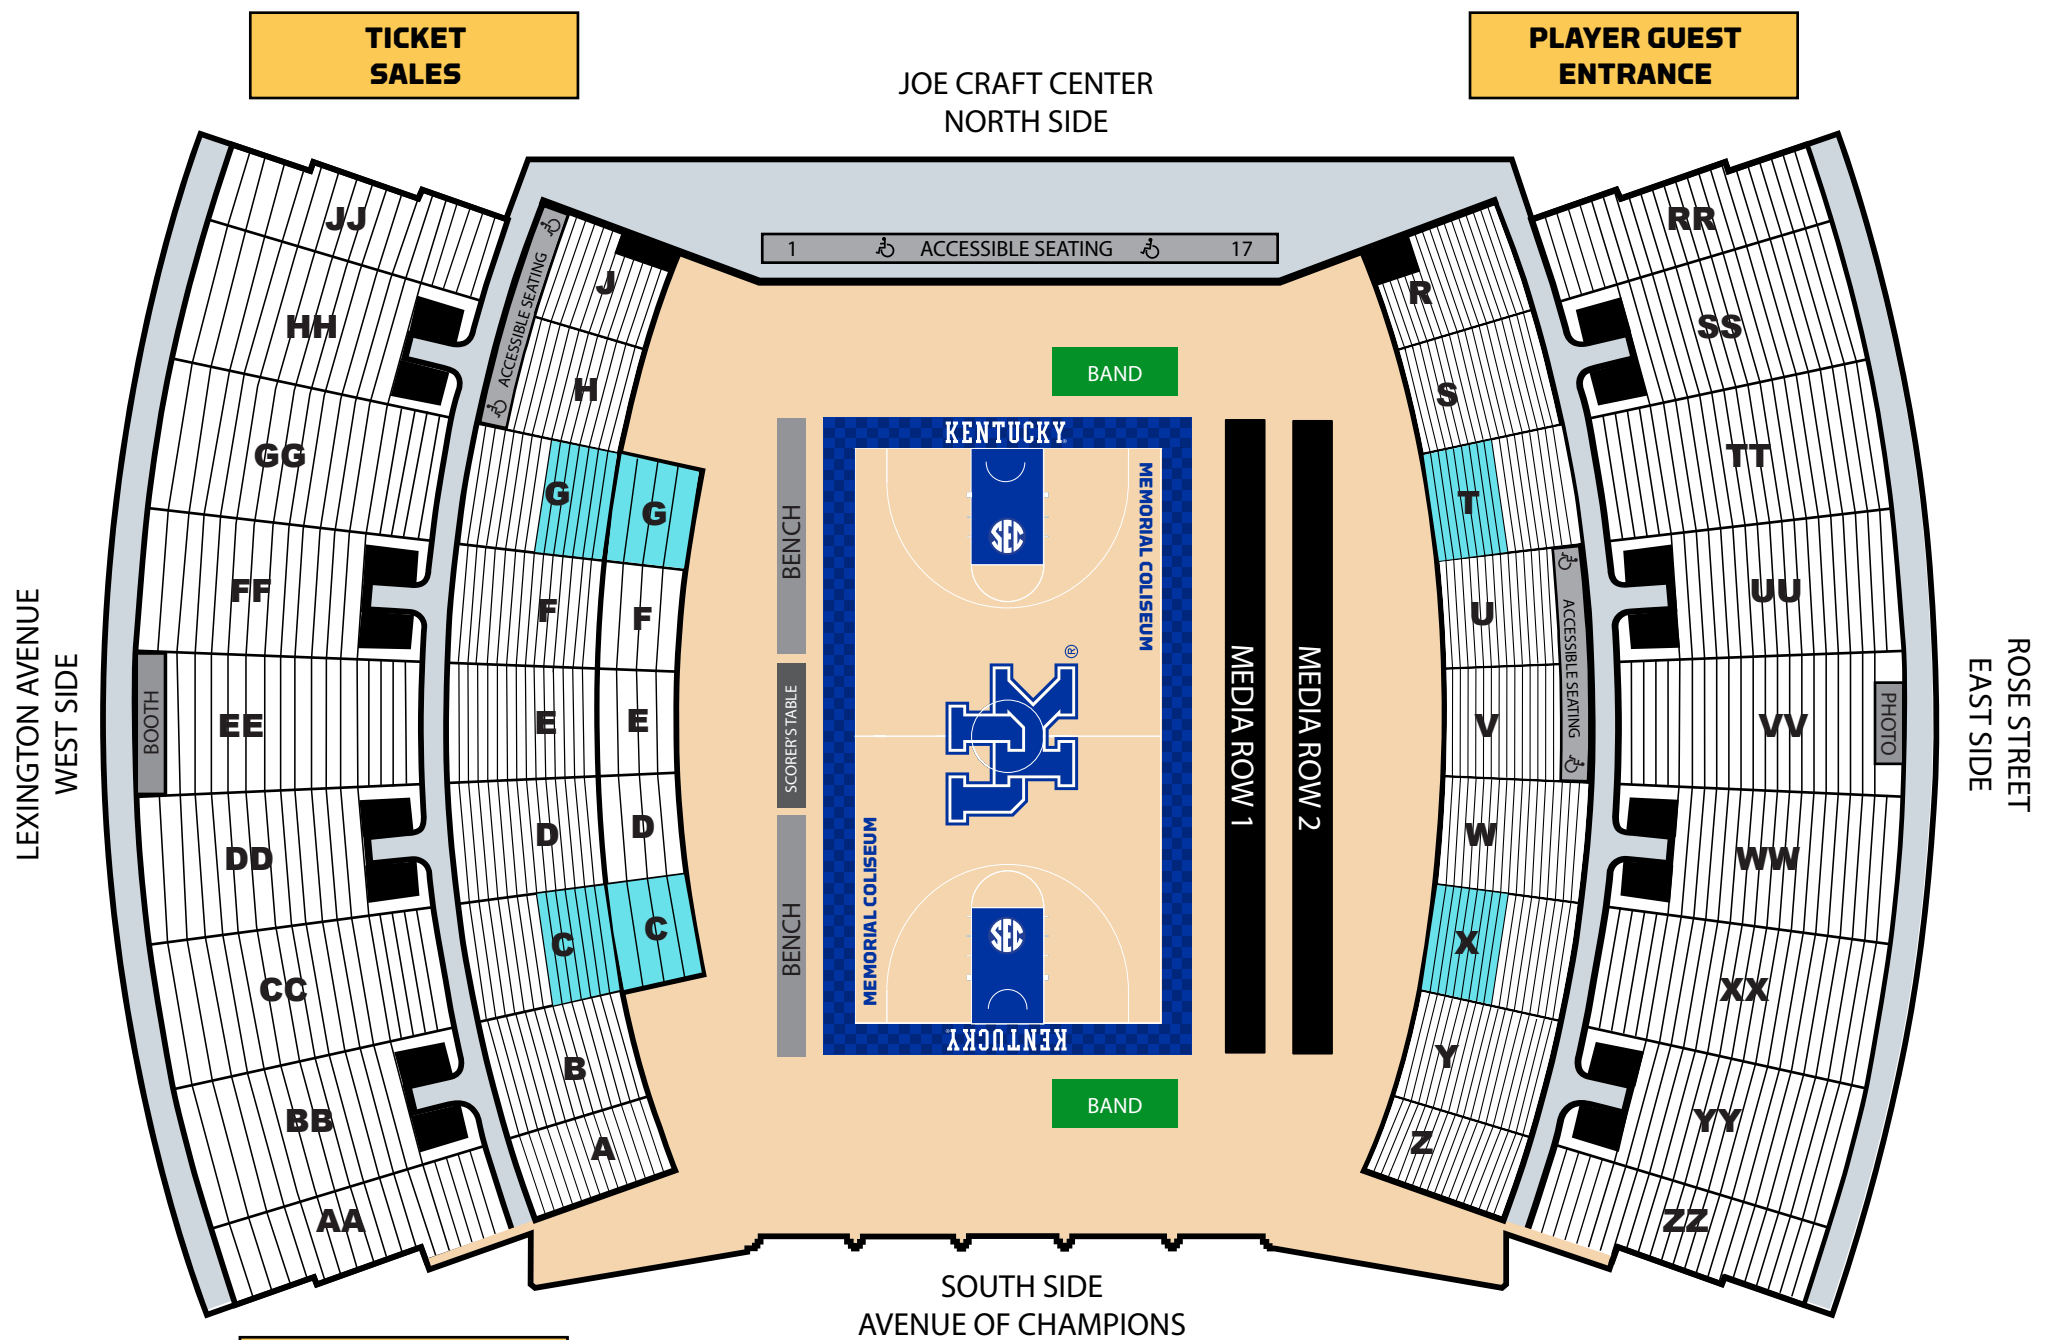 TICKET
SALES
PLAYER GUEST
ENTRANCE
JOE CRAFT CENTER
NORTH SIDE
1 ACCESSIBLE SEATING 17
LEXINGTON AVENUE
WEST SIDE
ROSE STREET
EAST SIDE
JJ
HH
GG
FF
EE
DD
CC
BB
AA
BOOTH
ACCESSIBLE SEATING
J
H
G
G
F
F
E
E
D
D
C
C
B
A
BENCH
SCORER'S TABLE
BENCH
BAND
KENTUCKY
SEC
MEMORIAL COLISEUM
UK ®
MEMORIAL COLISEUM
SEC
KENTUCKY
BAND
MEDIA ROW 1
MEDIA ROW 2
R
S
T
U
V
W
X
Y
Z
ACCESSIBLE SEATING
RR
SS
TT
UU
VV
WW
XX
YY
ZZ
PHOTO
SOUTH SIDE
AVENUE OF CHAMPIONS